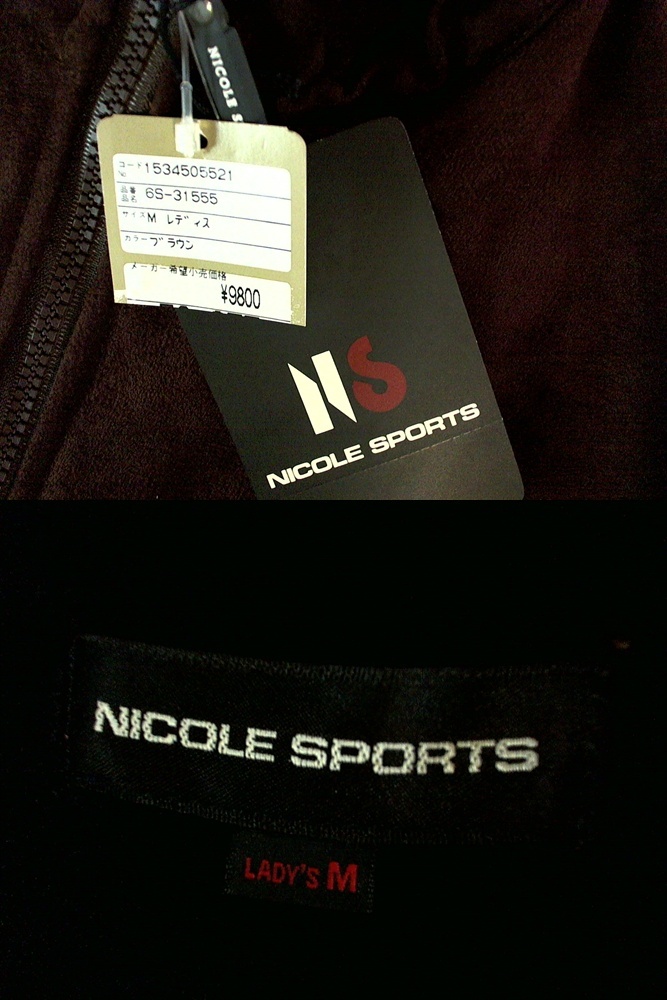 NICOLE S
コード No 1534505521
品番 品名 6S-31555
サイズ M レディス
カラー ブラウン
メーカー希望小売価格
¥9800
NS
NICOLE SPORTS
NICOLE SPORTS
LADY'S M